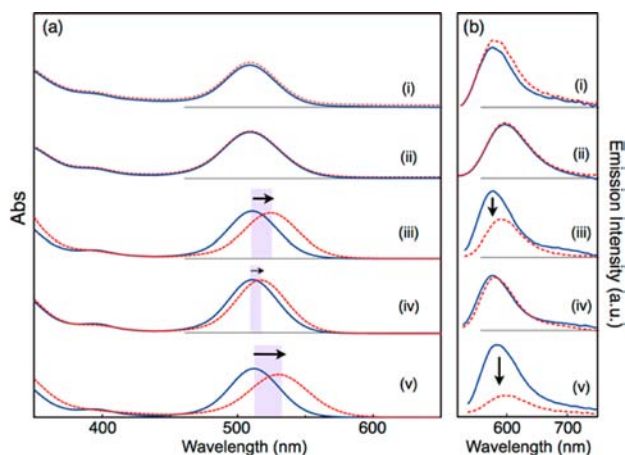 (a)
(i)
(ii)
(iii)
(iv)
(v)
Abs
400
500
600
Wavelength (nm)
(b)
(i)
(ii)
(iii)
(iv)
(v)
600
700
Wavelength (nm)
Emission Intensity (a.u.)